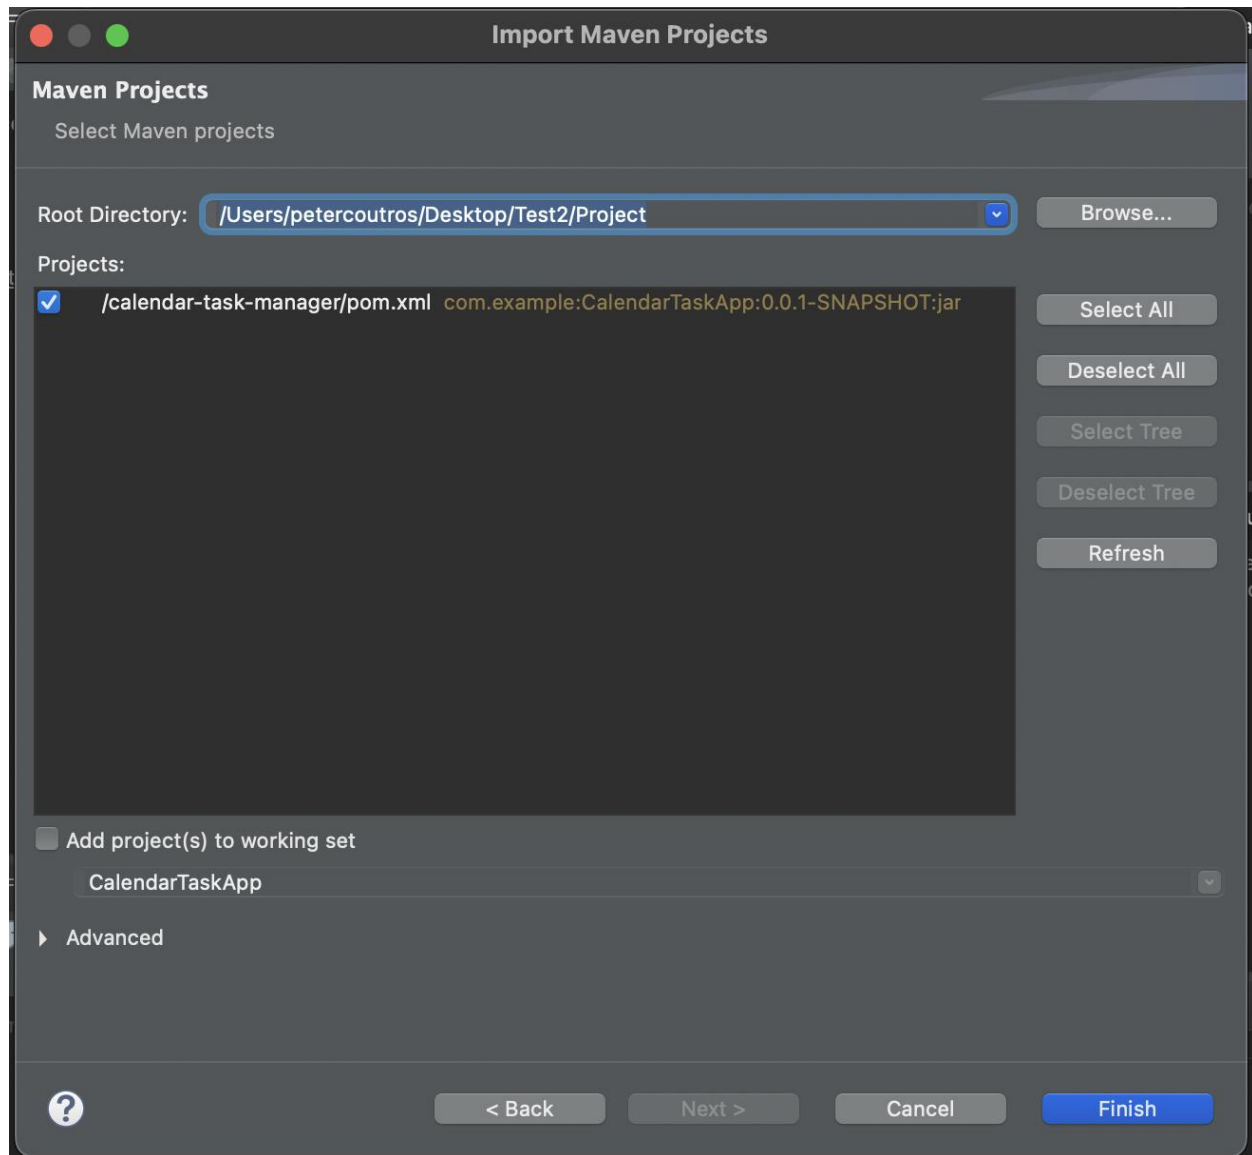 Import Maven Projects
Maven Projects
Select Maven projects
Root Directory: /Users/petercoutros/Desktop/Test2/Project Browse...
Projects:
/calendar-task-manager/pom.xml com.example:CalendarTaskApp:0.0.1-SNAPSHOT:jar
Select All
Deselect All
Select Tree
Deselect Tree
Refresh
Add project(s) to working set
CalendarTaskApp
Advanced
? < Back Next > Cancel Finish